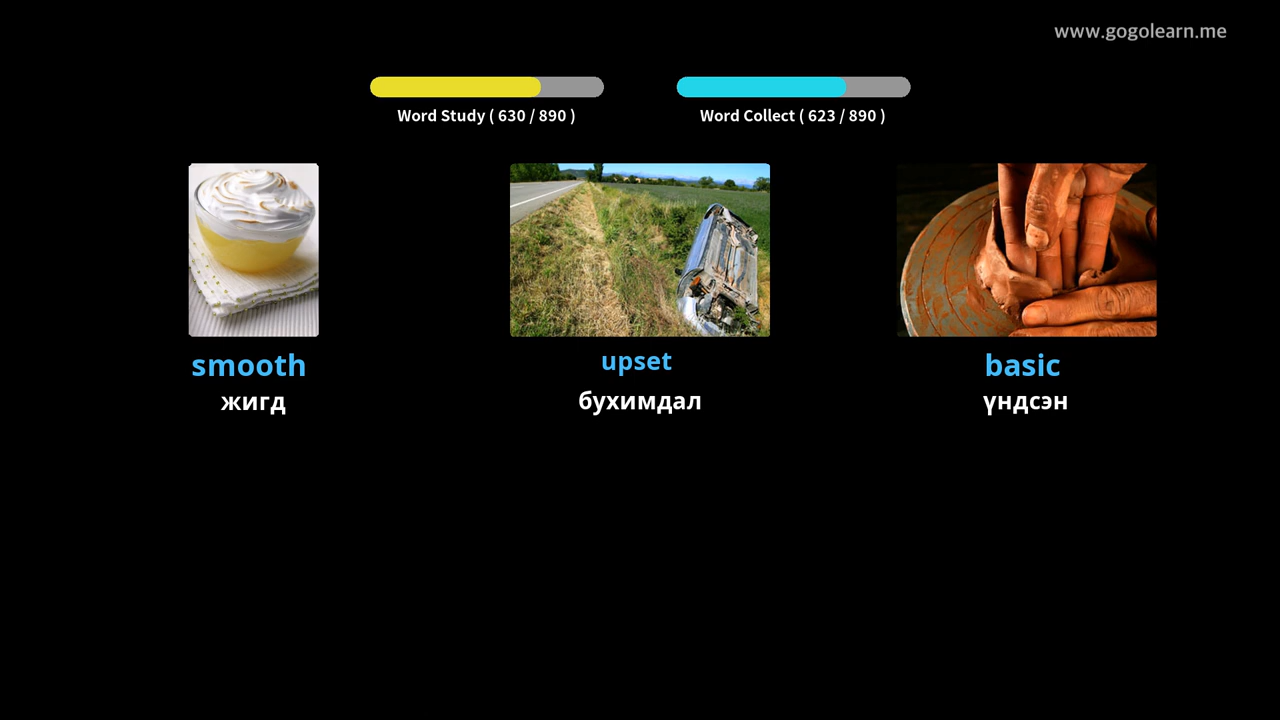 www.gogolearn.me
Word Study ( 630 / 890 )
Word Collect ( 623 / 890 )
smooth
жигд
upset
бухимдал
basic
үндсэн